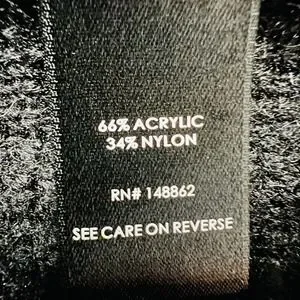 66% ACRYLIC
34% NYLON
RN# 148862
SEE CARE ON REVERSE